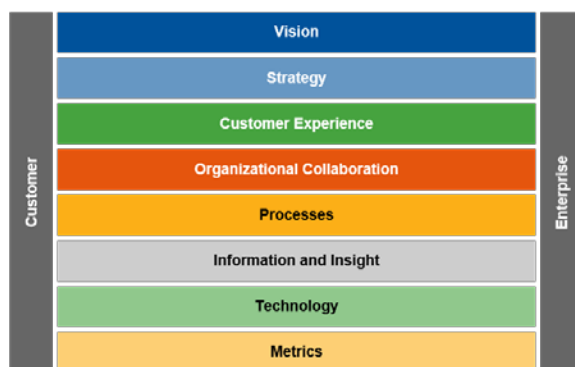 Vision
Strategy
Customer Experience
Organizational Collaboration
Processes
Information and Insight
Technology
Metrics
Customer
Enterprise